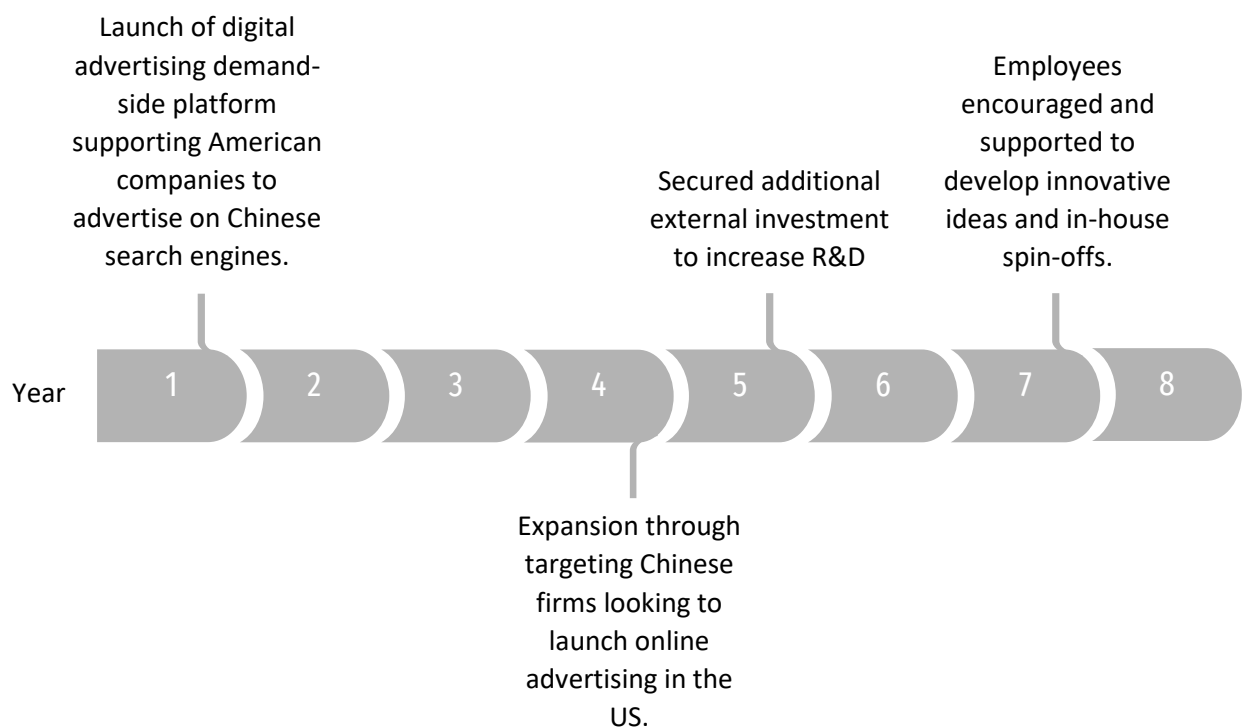 Launch of digital
advertising demand-
side platform
supporting American
companies to
advertise on Chinese
search engines.
Secured additional
external investment
to increase R&D
Employees
encouraged and
supported to
develop innovative
ideas and in-house
spin-offs.
Year
1 2 3 4 5 6 7 8
Expansion through
targeting Chinese
firms looking to
launch online
advertising in the
US.